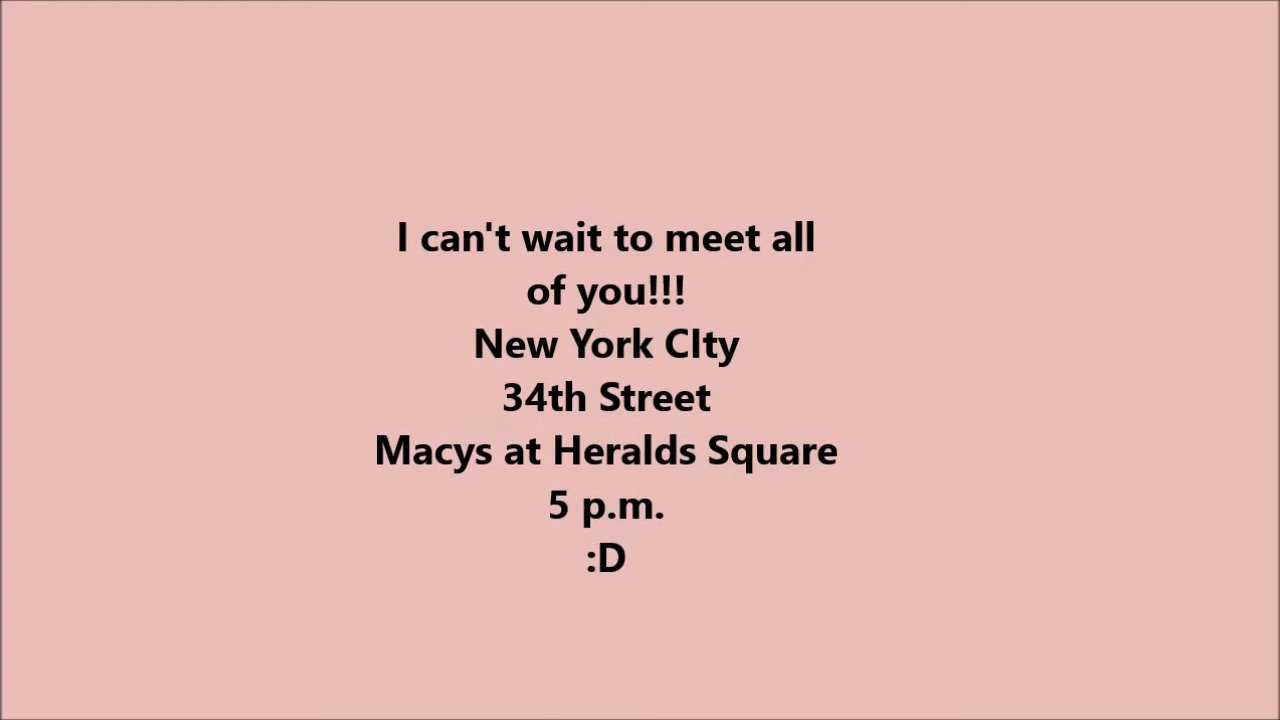 I can't wait to meet all
of you!!!
New York CIty
34th Street
Macys at Heralds Square
5 p.m.
:D